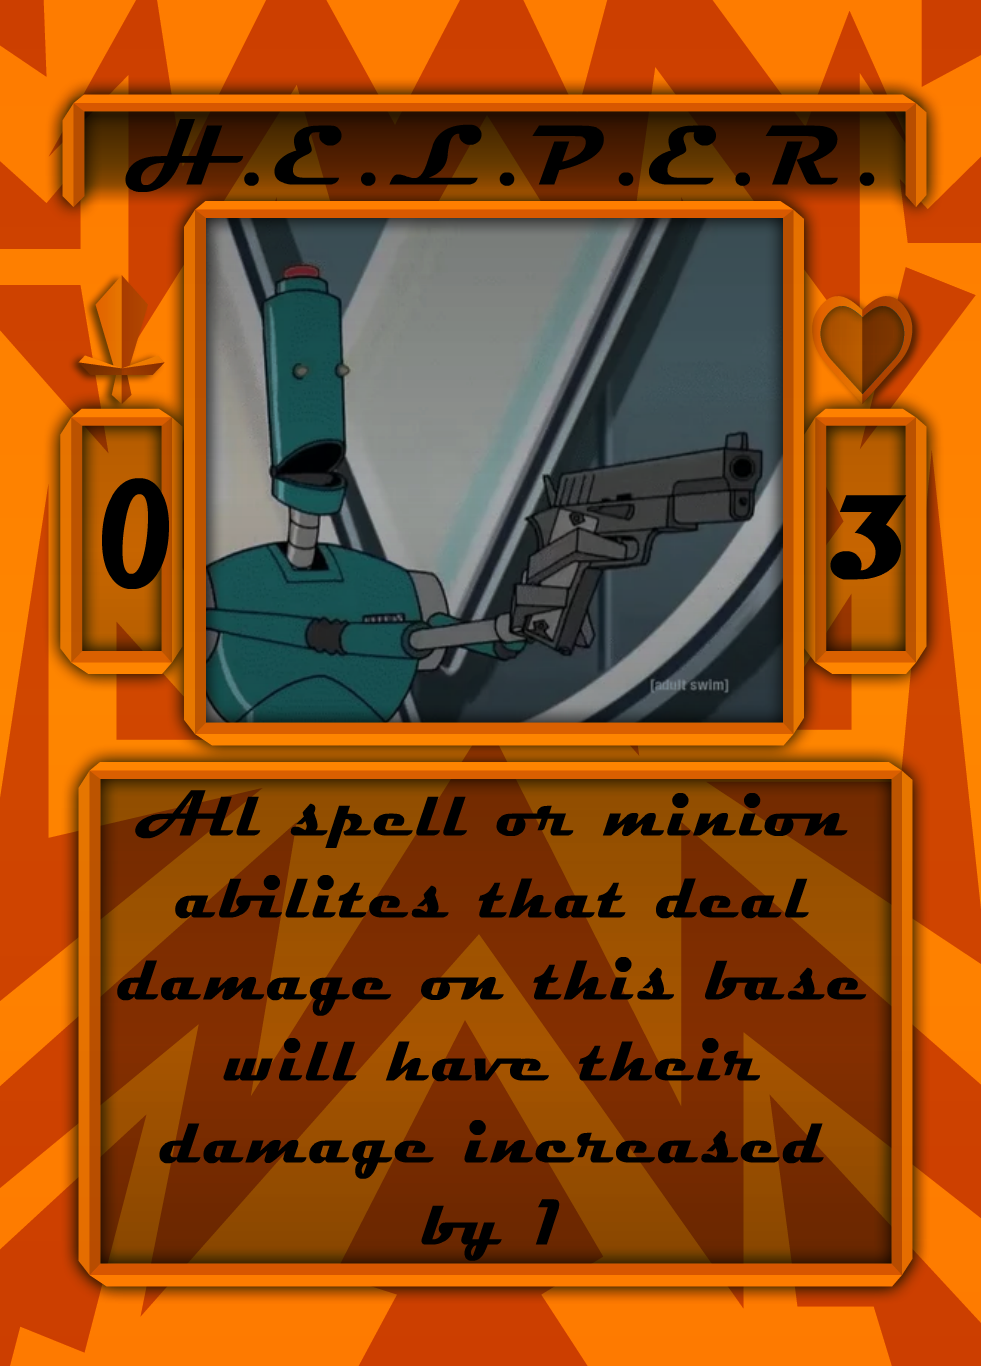 H.E.L.P.E.R.
0
3
[adult swim]
All spell or minion
abilites that deal
damage on this base
will have their
damage increased
by 1